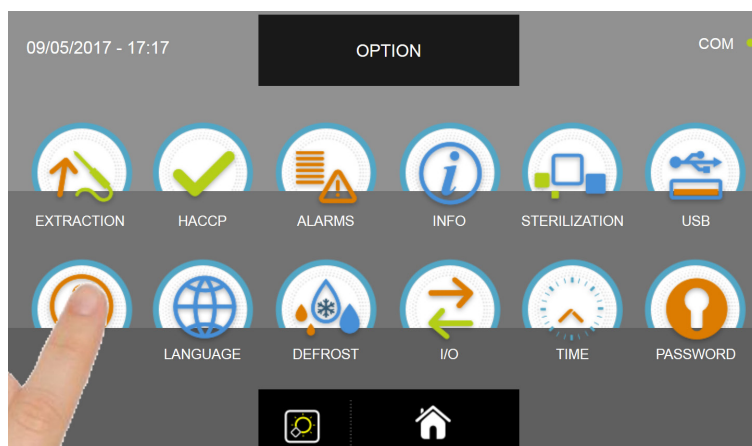 09/05/2017 - 17:17
OPTION
COM
EXTRACTION
HACCP
ALARMS
INFO
STERILIZATION
USB
LANGUAGE
DEFROST
I/O
TIME
PASSWORD